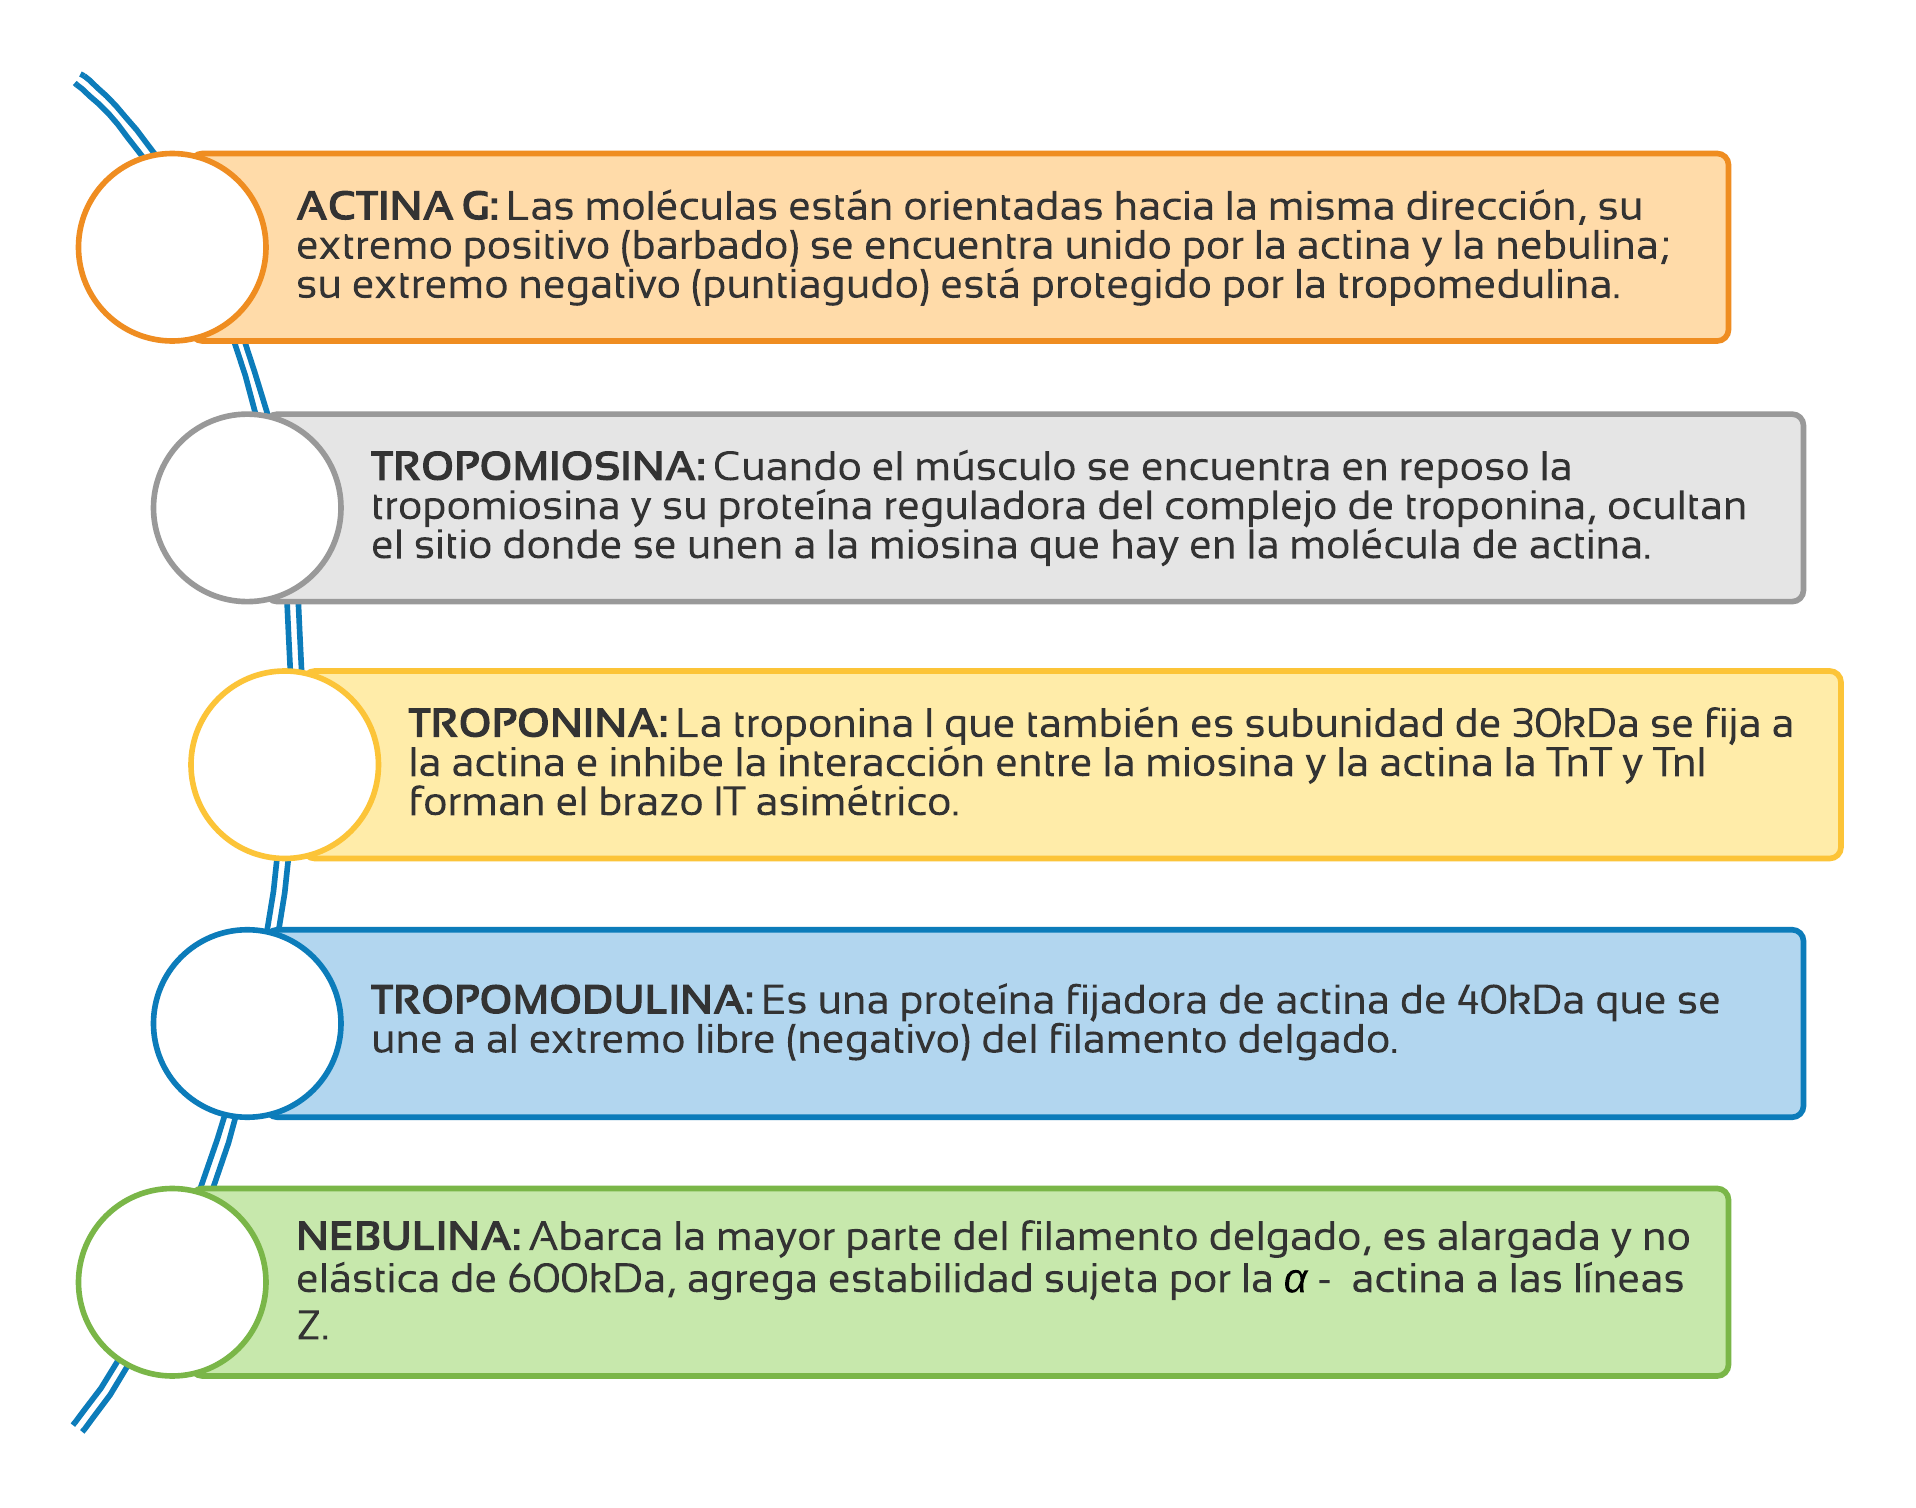 ACTINA G: Las moléculas están orientadas hacia la misma dirección, su
extremo positivo (barbado) se encuentra unido por la actina y la nebulina;
su extremo negativo (puntiagudo) está protegido por la tropomedulina.
TROPOMIOSINA: Cuando el músculo se encuentra en reposo la
tropomiosina y su proteína reguladora del complejo de troponina, ocultan
el sitio donde se unen a la miosina que hay en la molécula de actina.
TROPONINA: La troponina I que también es subunidad de 30kDa se fija a
la actina e inhibe la interacción entre la miosina y la actina la TnT y TnI
forman el brazo IT asimétrico.
TROPOMODULINA: Es una proteína fijadora de actina de 40kDa que se
une a al extremo libre (negativo) del filamento delgado.
NEBULINA: Abarca la mayor parte del filamento delgado, es alargada y no
elástica de 600kDa, agrega estabilidad sujeta por la α - actina a las líneas
Z.